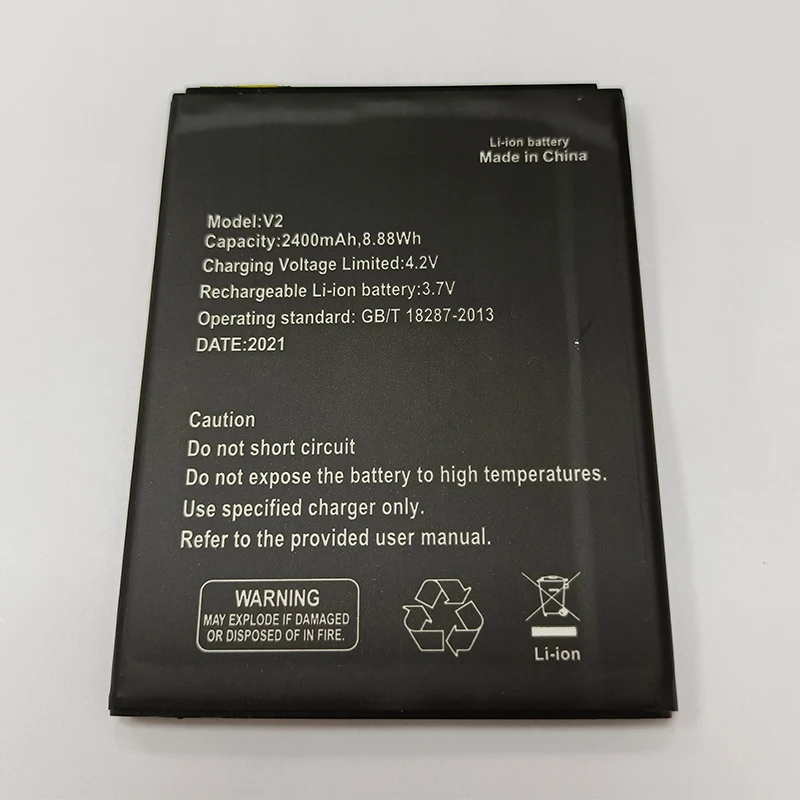 Li-ion battery
Made in China
Model:V2
Capacity:2400mAh,8.88Wh
Charging Voltage Limited:4.2V
Rechargeable Li-ion battery:3.7V
Operating standard: GB/T 18287-2013
DATE:2021
Caution
Do not short circuit
Do not expose the battery to high temperatures.
Use specified charger only.
Refer to the provided user manual.
WARNING
MAY EXPLODE IF DAMAGED
OR DISPOSED OF IN FIRE.
Li-ion